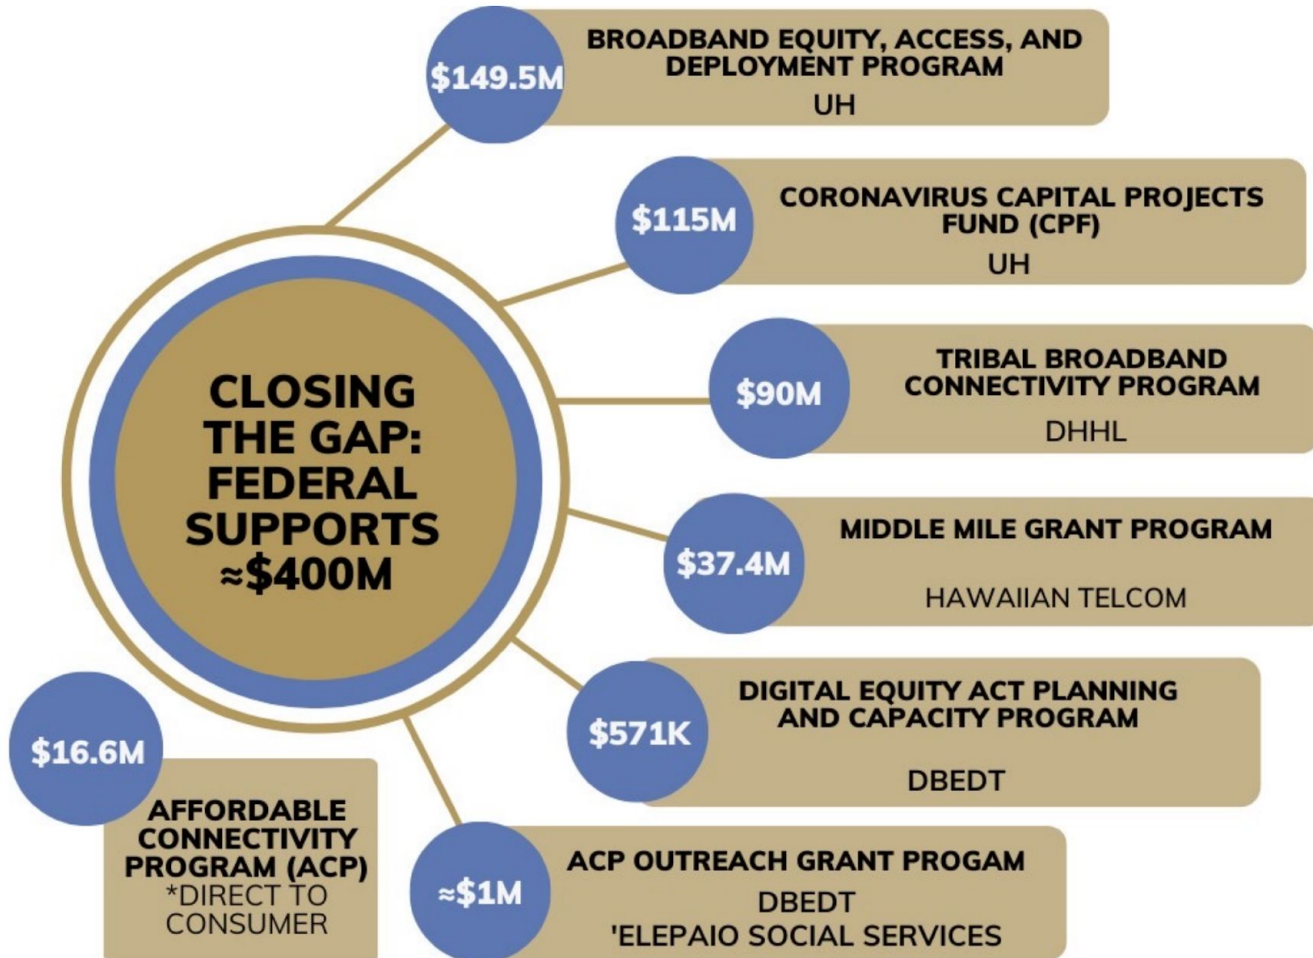 $149.5M
BROADBAND EQUITY, ACCESS, AND
DEPLOYMENT PROGRAM
UH
$115M
CORONAVIRUS CAPITAL PROJECTS
FUND (CPF)
UH
$90M
TRIBAL BROADBAND
CONNECTIVITY PROGRAM
DHHL
CLOSING
THE GAP:
FEDERAL
SUPPORTS
≈$400M
$37.4M
MIDDLE MILE GRANT PROGRAM
HAWAIIAN TELCOM
$571K
DIGITAL EQUITY ACT PLANNING
AND CAPACITY PROGRAM
DBEDT
$16.6M
AFFORDABLE
CONNECTIVITY
PROGRAM (ACP)
*DIRECT TO
CONSUMER
≈$1M
ACP OUTREACH GRANT PROGAM
DBEDT
'ELEPAIO SOCIAL SERVICES